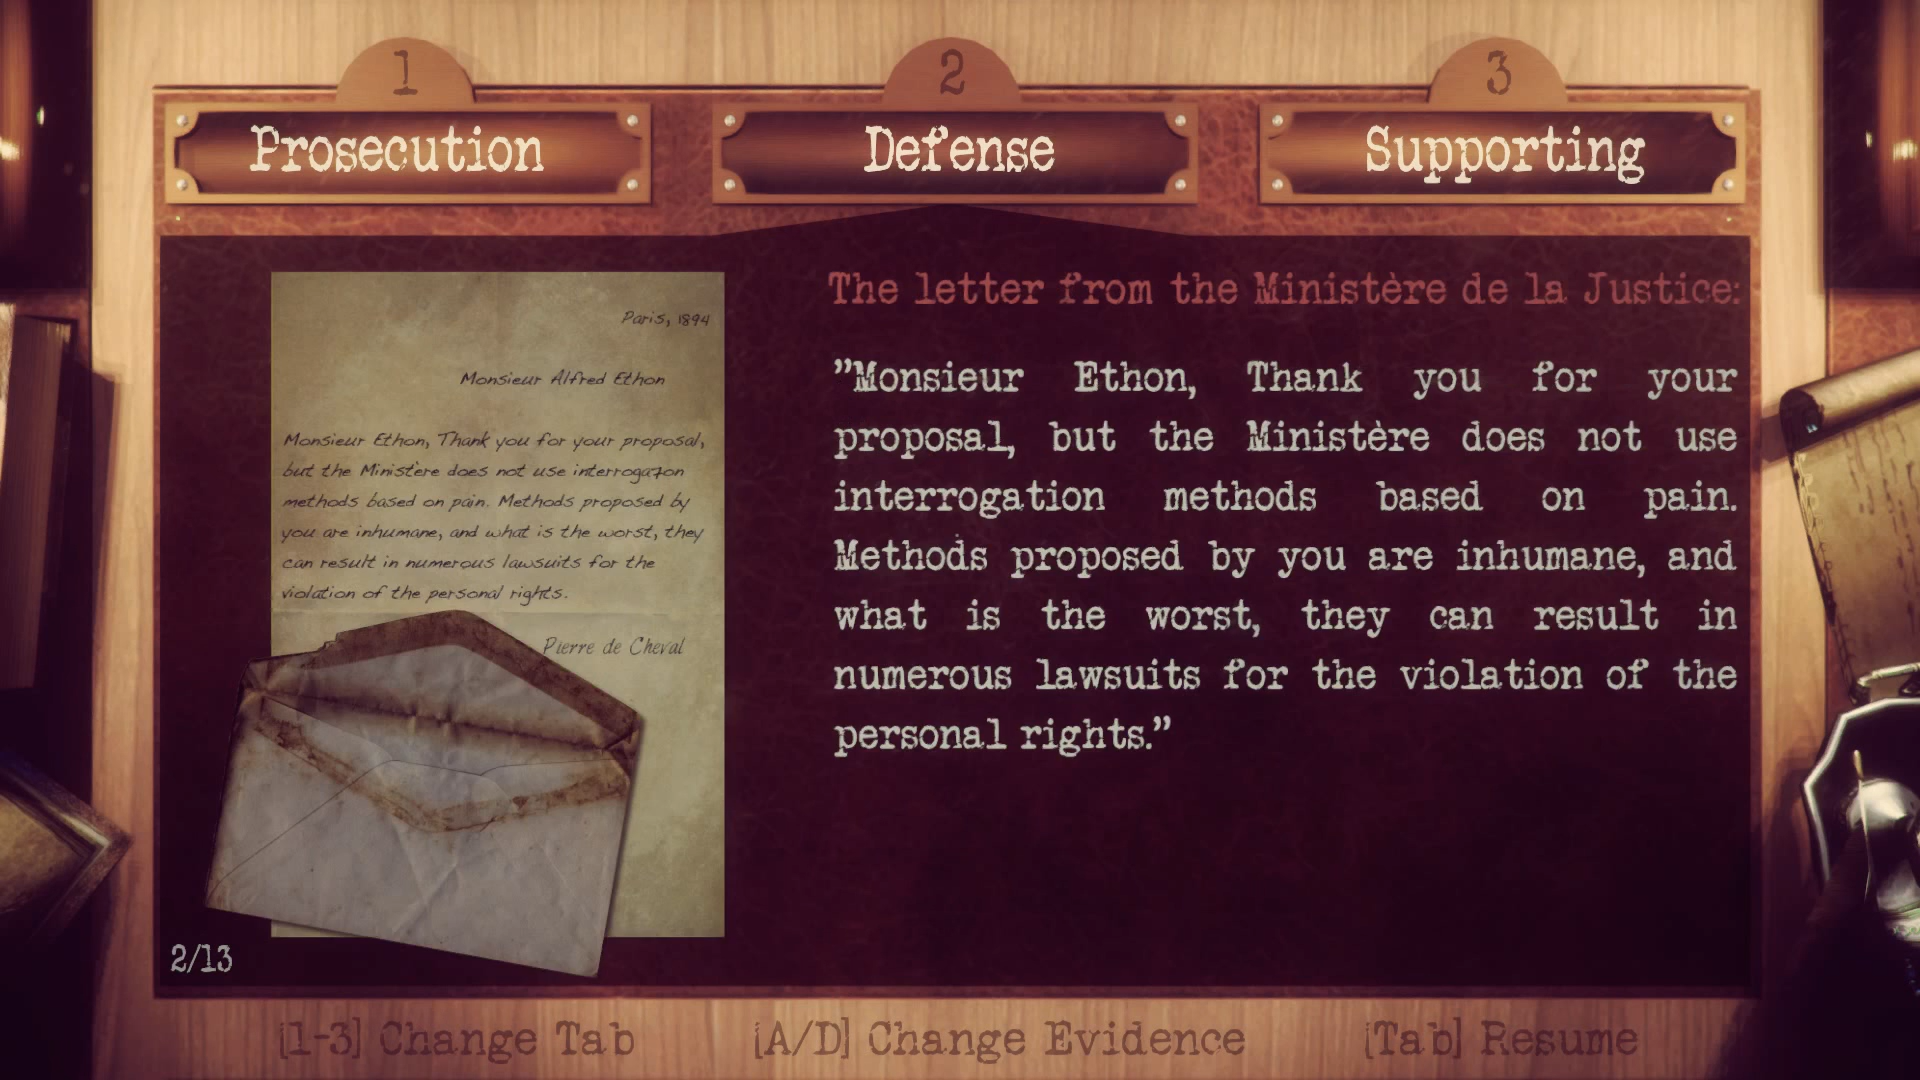 1
2
3
Prosecution
Defense
Supporting
Paris, 1894
Monsieur Alfred Ethon
Monsieur Ethon, Thank you for your proposal,
but the Ministère does not use interrogation
methods based on pain. Methods proposed by
you are inhumane, and what is the worst, they
can result in numerous lawsuits for the
violation of the personal rights.
Pierre de Cheval
The letter from the Ministère de la Justice:
"Monsieur Ethon, Thank you for your
proposal, but the Ministère does not use
interrogation methods based on pain.
Methods proposed by you are inhumane, and
what is the worst, they can result in
numerous lawsuits for the violation of the
personal rights."
2/13
[1-3] Change Tab
[A/D] Change Evidence
[Tab] Resume